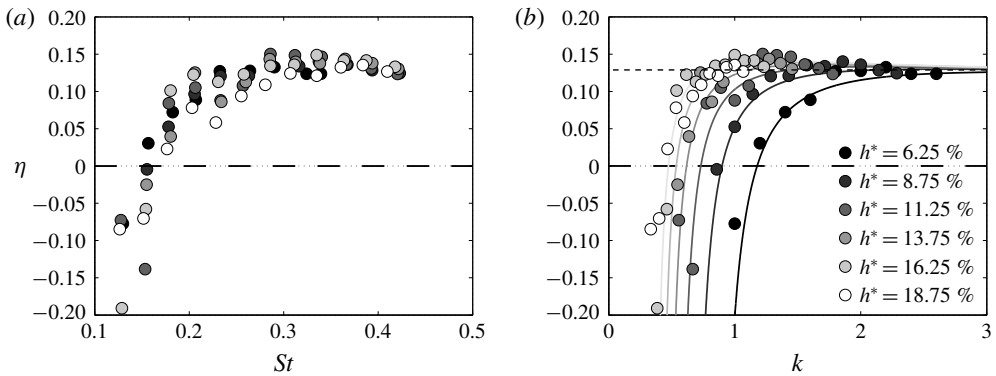 (a)
0.20
0.15
0.10
0.05
0
−0.05
−0.10
−0.15
−0.20
η
0.1
0.2
0.3
0.4
0.5
St
(b)
0.20
0.15
0.10
0.05
0
−0.05
−0.10
−0.15
−0.20
0
1
2
3
k
h* = 6.25 %
h* = 8.75 %
h* = 11.25 %
h* = 13.75 %
h* = 16.25 %
h* = 18.75 %